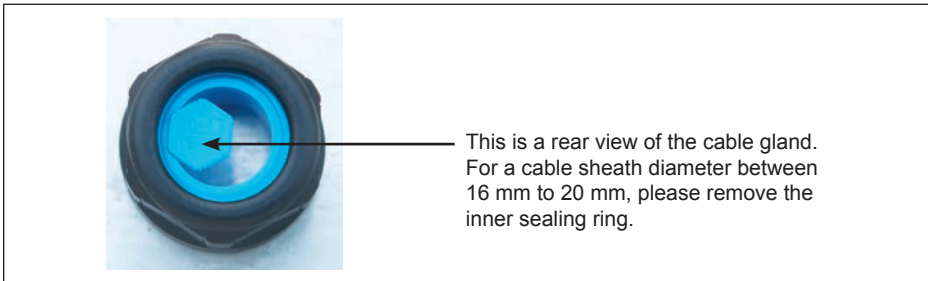 This is a rear view of the cable gland.
For a cable sheath diameter between
16 mm to 20 mm, please remove the
inner sealing ring.